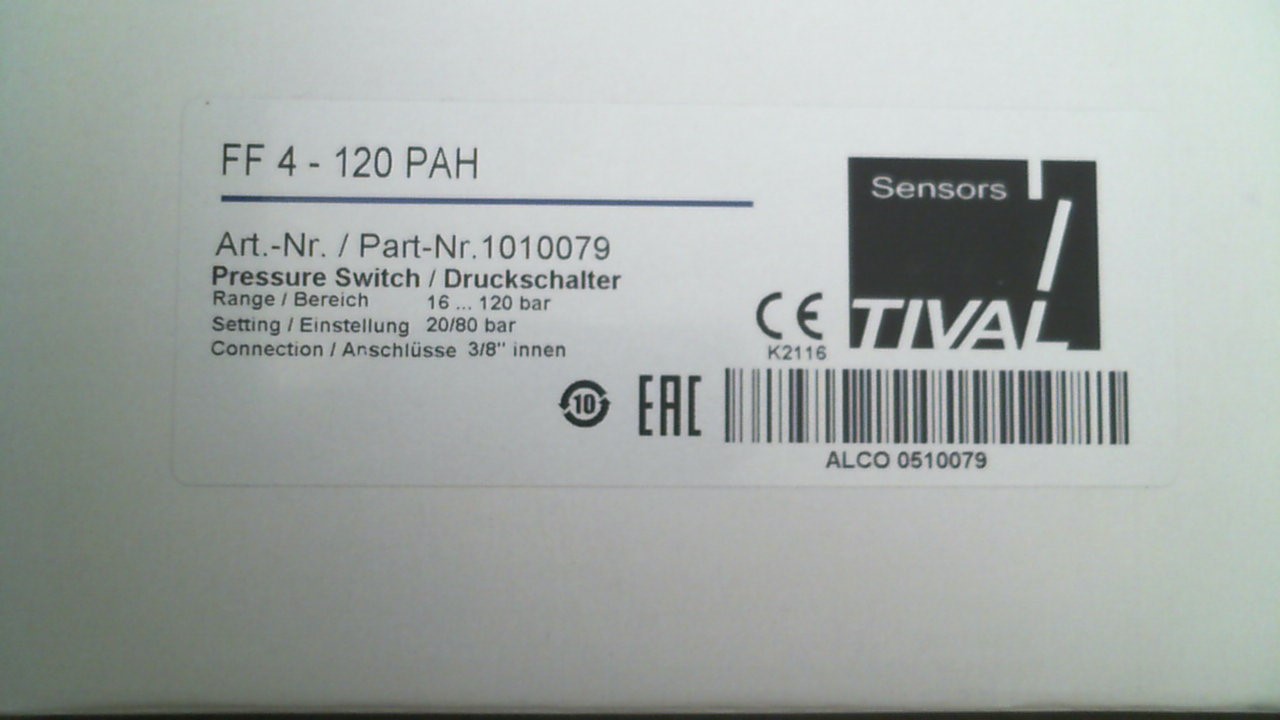 FF 4 - 120 PAH
Art.-Nr. / Part-Nr.1010079
Pressure Switch / Druckschalter
Range / Bereich 16 ... 120 bar
Setting / Einstellung 20/80 bar
Connection / Anschlüsse 3/8" innen
Sensors
TIVAL
CE
K2116
10
EAC
ALCO 0510079